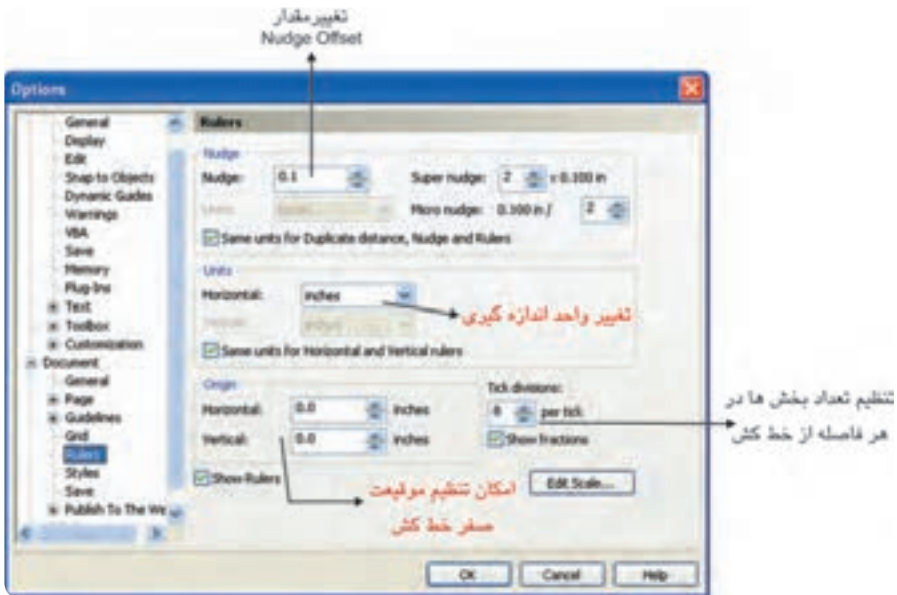 تغییر مقدار
Nudge Offset
Options
General
Display
Edit
Snap to Objects
Dynamic Guides
Warnings
VBA
Save
Memory
Plug-Ins
Text
Toolbox
Customization
Document
General
Page
Guidelines
Grid
Rulers
Styles
Save
Publish To The We
Rulers
Nudge
Nudge: 0.1 Super nudge: 2 x 0.100 in
Units: Micro nudge: 0.100 in / 2
Same units for Duplicate distance, Nudge and Rulers
Units
Horizontal: inches
تغییر واحد اندازه گیری
Vertical: inches
Same units for Horizontal and Vertical rulers
Origin
Horizontal: 0.0 inches
Vertical: 0.0 inches
Tick divisions:
8 per tick
Show fractions
تنظیم تعداد بخش ها در
هر فاصله از خط کش
Show Rulers
Edit Scale...
امکان تنظیم موقیعت
صفر خط کش
OK Cancel Help